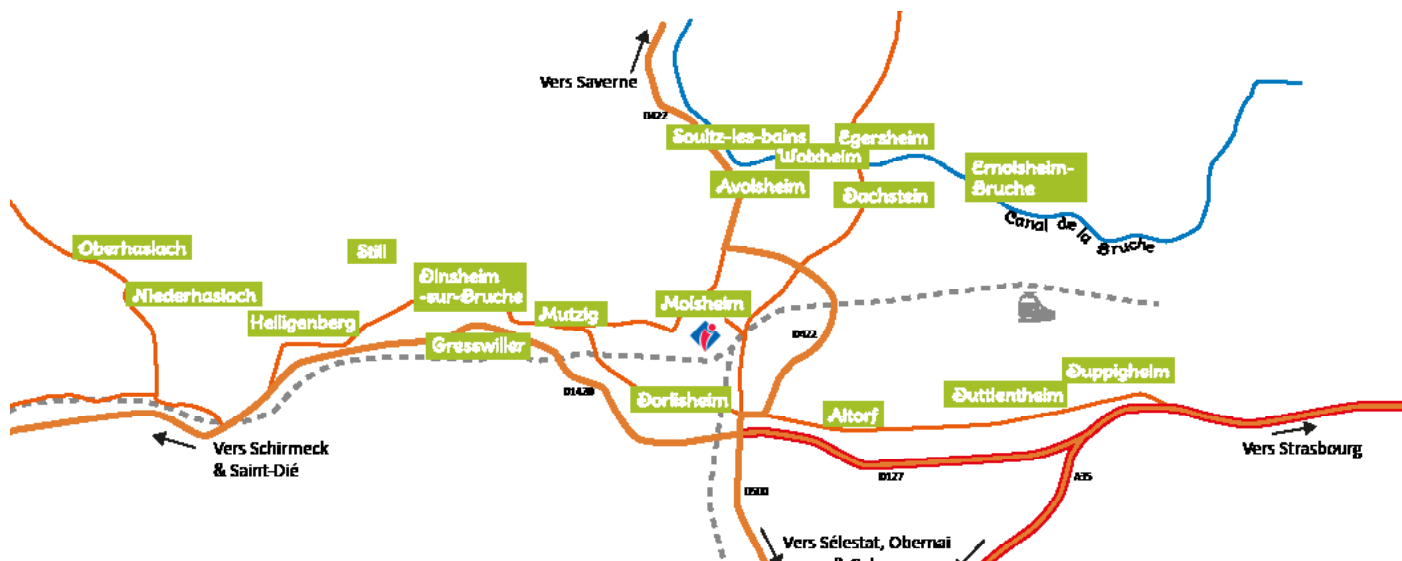 Vers Saverne
D422
Soultz-les-bains
Egersheim
Wolxheim
Ernolsheim-
Bruche
Avolsheim
Dachstein
Canal de la Bruche
Oberhaslach
Still
Niederhaslach
Dinsheim
-sur-Bruche
Molsheim
Heiligenberg
Mutzig
Gresswiller
D422
D1420
Dorlisheim
Altorf
Duttlenheim
Duppigheim
Vers Schirmeck
& Saint-Dié
Vers Strasbourg
D127
A35
D500
Vers Sélestat, Obernai